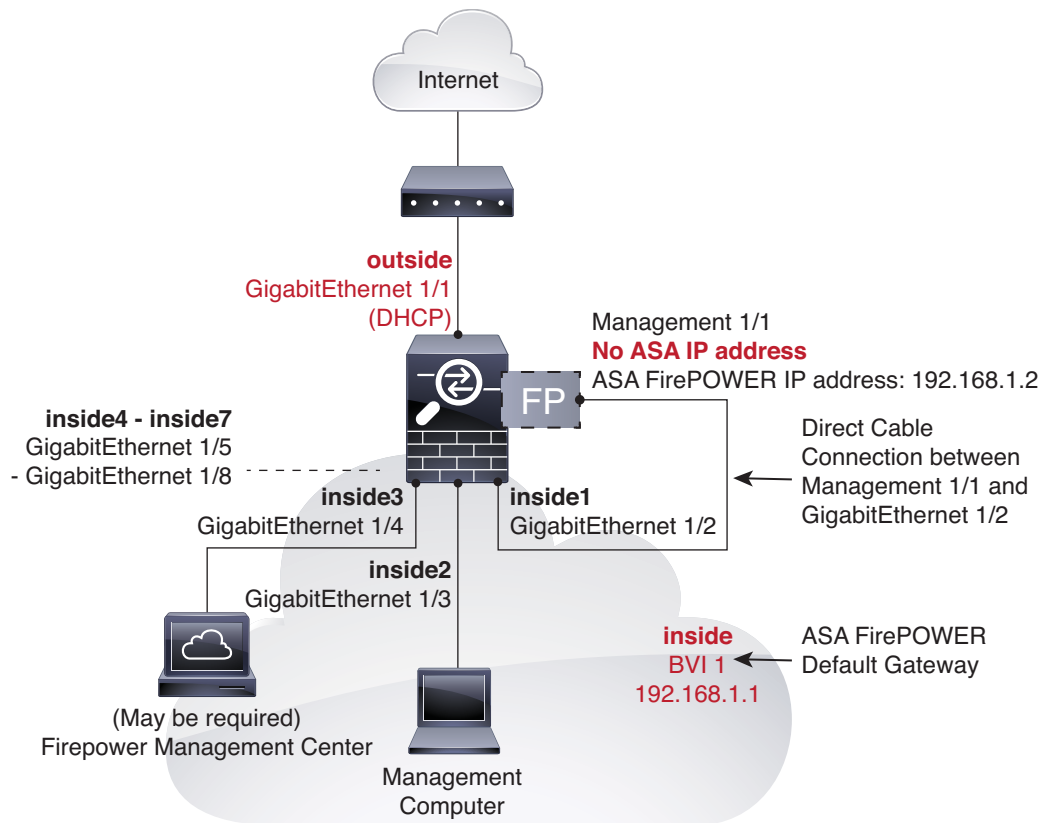 Internet
outside
GigabitEthernet 1/1
(DHCP)
Management 1/1
No ASA IP address
ASA FirePOWER IP address: 192.168.1.2
FP
inside4 - inside7
GigabitEthernet 1/5
- GigabitEthernet 1/8
Direct Cable
Connection between
Management 1/1 and
GigabitEthernet 1/2
inside3
GigabitEthernet 1/4
inside1
GigabitEthernet 1/2
inside2
GigabitEthernet 1/3
inside
BVI 1
192.168.1.1
ASA FirePOWER
Default Gateway
(May be required)
Firepower Management Center
Management
Computer